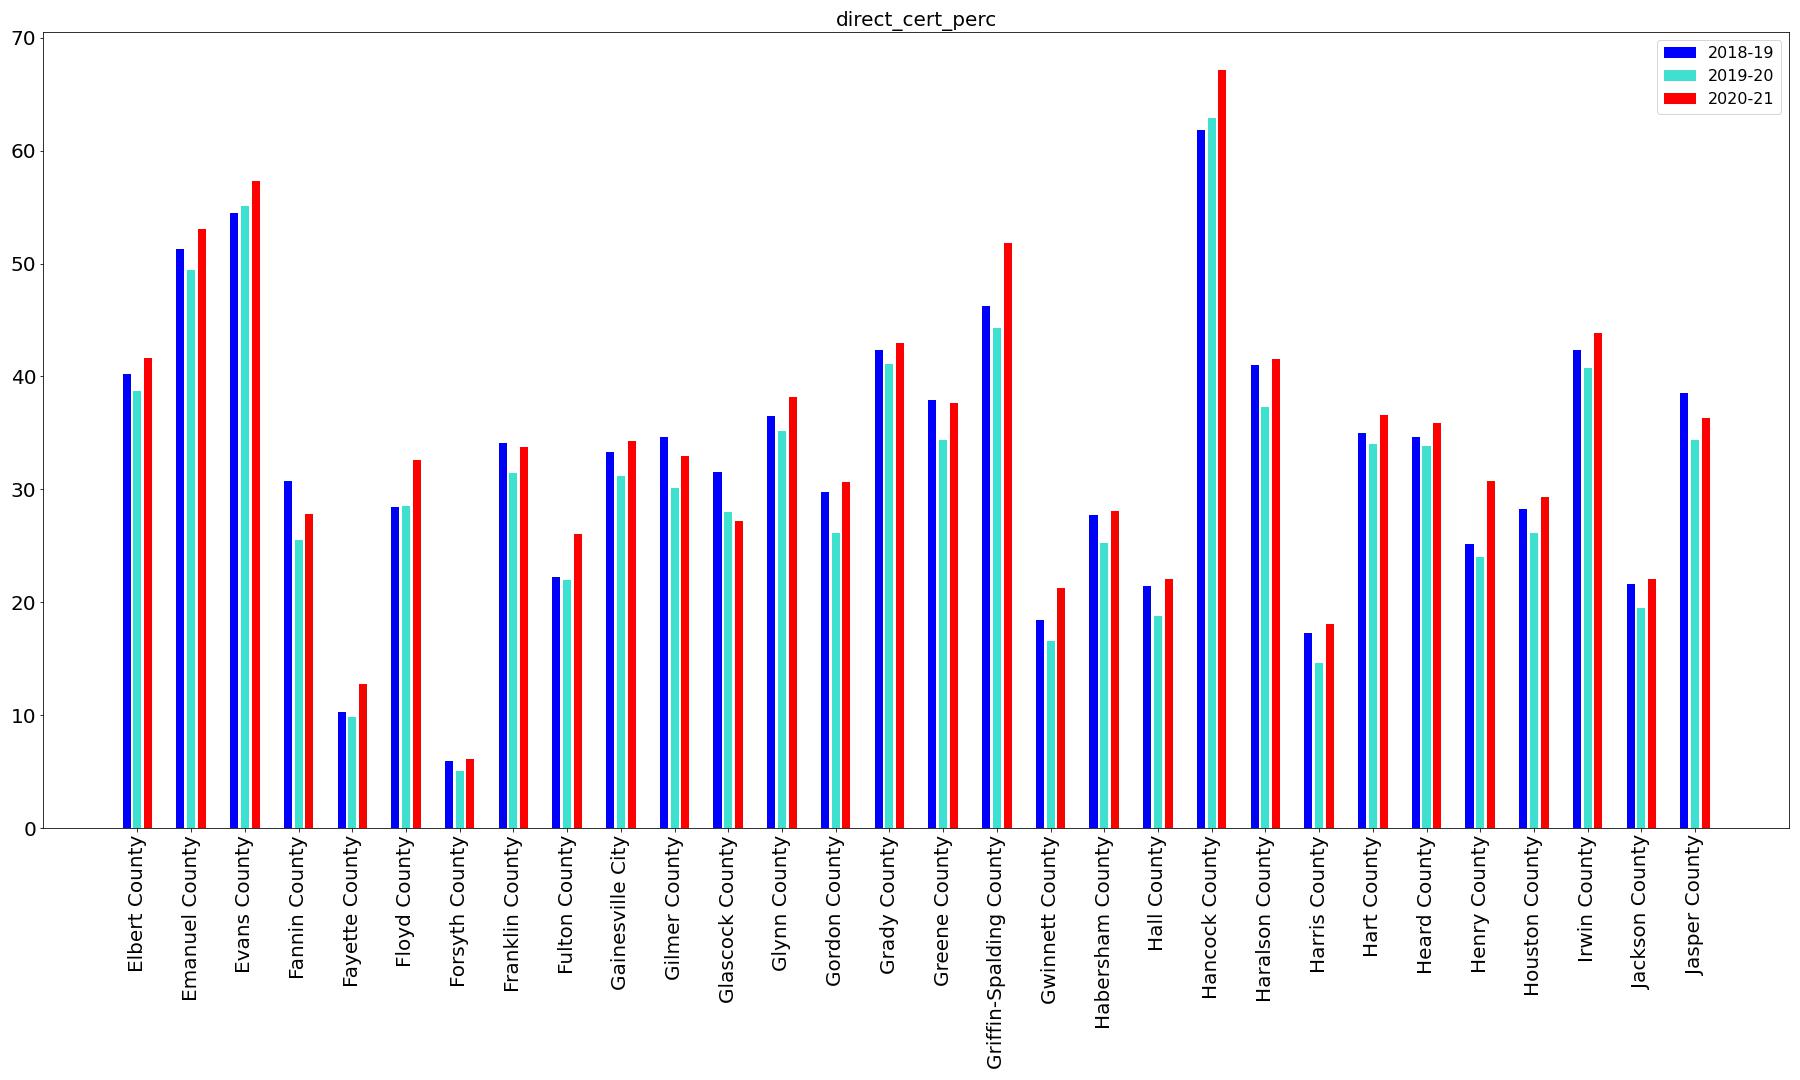 direct_cert_perc
2018-19
2019-20
2020-21
70
60
50
40
30
20
10
0
Elbert County
Emanuel County
Evans County
Fannin County
Fayette County
Floyd County
Forsyth County
Franklin County
Fulton County
Gainesville City
Gilmer County
Glascock County
Glynn County
Gordon County
Grady County
Greene County
Griffin-Spalding County
Gwinnett County
Habersham County
Hall County
Hancock County
Haralson County
Harris County
Hart County
Heard County
Henry County
Houston County
Irwin County
Jackson County
Jasper County